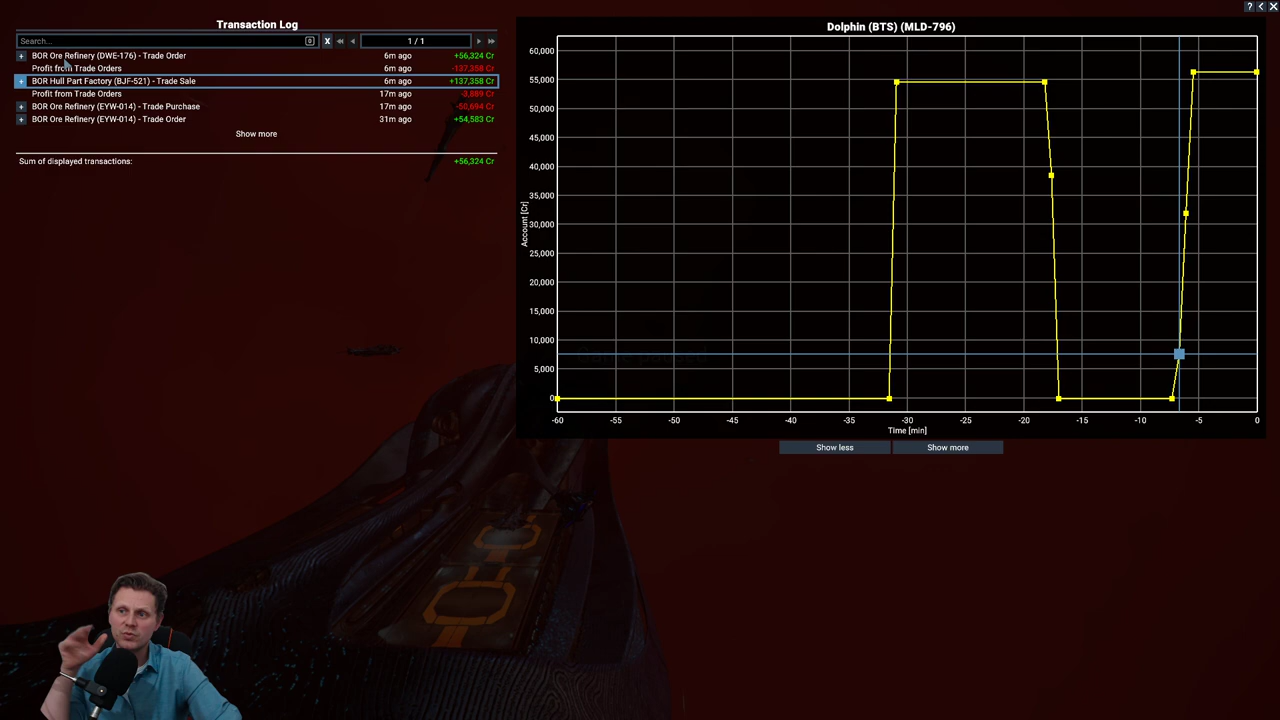 Transaction Log
Search...
X
1 / 1
?
+ BOR Ore Refinery (DWE-176) - Trade Order 6m ago +56,324 Cr
Profit from Trade Orders 6m ago -137,358 Cr
+ BOR Hull Part Factory (BJF-521) - Trade Sale 6m ago +137,358 Cr
Profit from Trade Orders 17m ago -3,889 Cr
+ BOR Ore Refinery (EYW-014) - Trade Purchase 17m ago -50,694 Cr
+ BOR Ore Refinery (EYW-014) - Trade Order 31m ago +54,583 Cr
Show more
Sum of displayed transactions: +56,324 Cr
Dolphin (BTS) (MLD-796)
60,000
55,000
50,000
45,000
40,000
35,000
30,000
25,000
20,000
15,000
10,000
5,000
0
Account [Cr]
-60 -55 -50 -45 -40 -35 -30 -25 -20 -15 -10 -5 0
Time [min]
Show less Show more